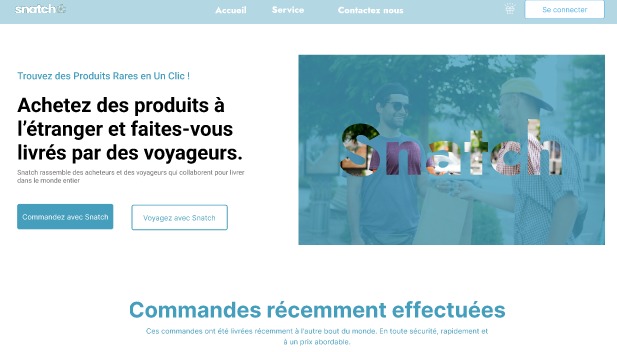 snatch
Accueil
Service
Contactez nous
Se connecter
Trouvez des Produits Rares en Un Clic !
Achetez des produits à
l'étranger et faites-vous
livrés par des voyageurs.
Snatch rassemble des acheteurs et des voyageurs qui collaborent pour livrer
dans le monde entier
Commandez avec Snatch
Voyagez avec Snatch
Snatch
Commandes récemment effectuées
Ces commandes ont été livrées récemment à l'autre bout du monde. En toute sécurité, rapidement et
à un prix abordable.